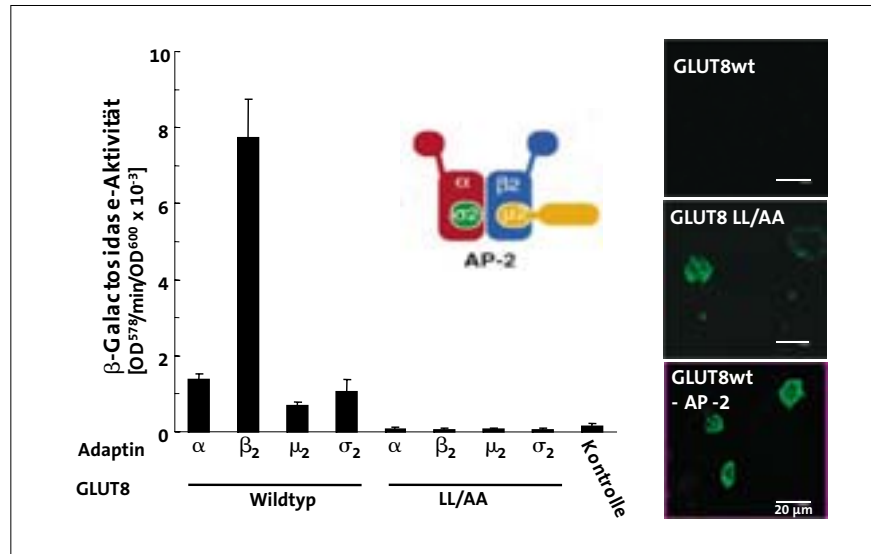 β-Galactosidase-Aktivität
[OD578/min/OD600 x 10-3]
10
8
6
4
2
0
Adaptin α β2 μ2 σ2 α β2 μ2 σ2 Kontrolle
GLUT8 Wildtyp LL/AA
α β2
σ2 μ2
AP-2
GLUT8wt
GLUT8 LL/AA
GLUT8wt
- AP -2
20 μm